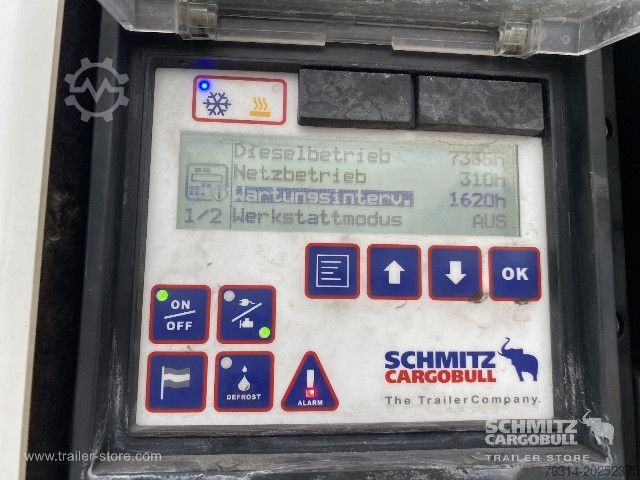 Dieselbetrieb
Netzbetrieb 310h
Wartungsinterv. 1620h
1/2 Werkstattmodus AUS
OK
ON
OFF
DEFROST
ALARM
SCHMITZ
CARGOBULL
The TrailerCompany.
SCHMITZ
CARGOBULL
TRAILER STORE
www.trailer-store.com